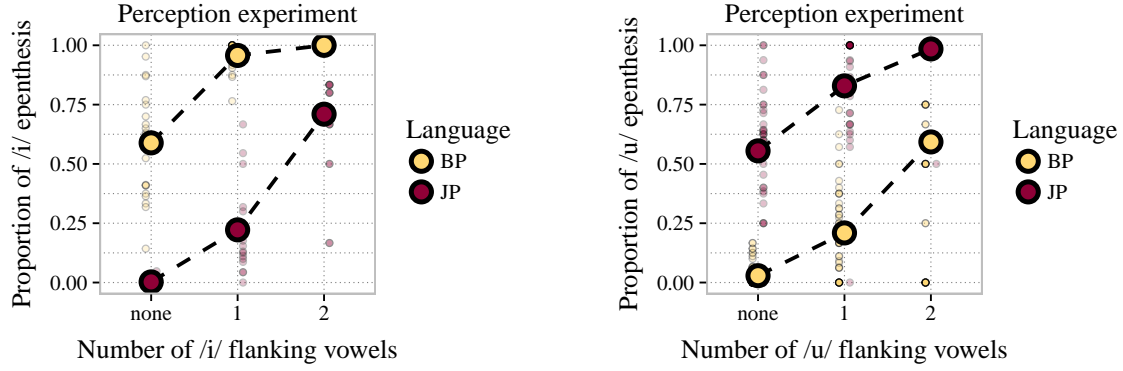 Perception experiment
Proportion of /i/ epenthesis
1.00
0.75
0.50
0.25
0.00
none 1 2
Number of /i/ flanking vowels
Language
BP
JP
Perception experiment
Proportion of /u/ epenthesis
1.00
0.75
0.50
0.25
0.00
none 1 2
Number of /u/ flanking vowels
Language
BP
JP